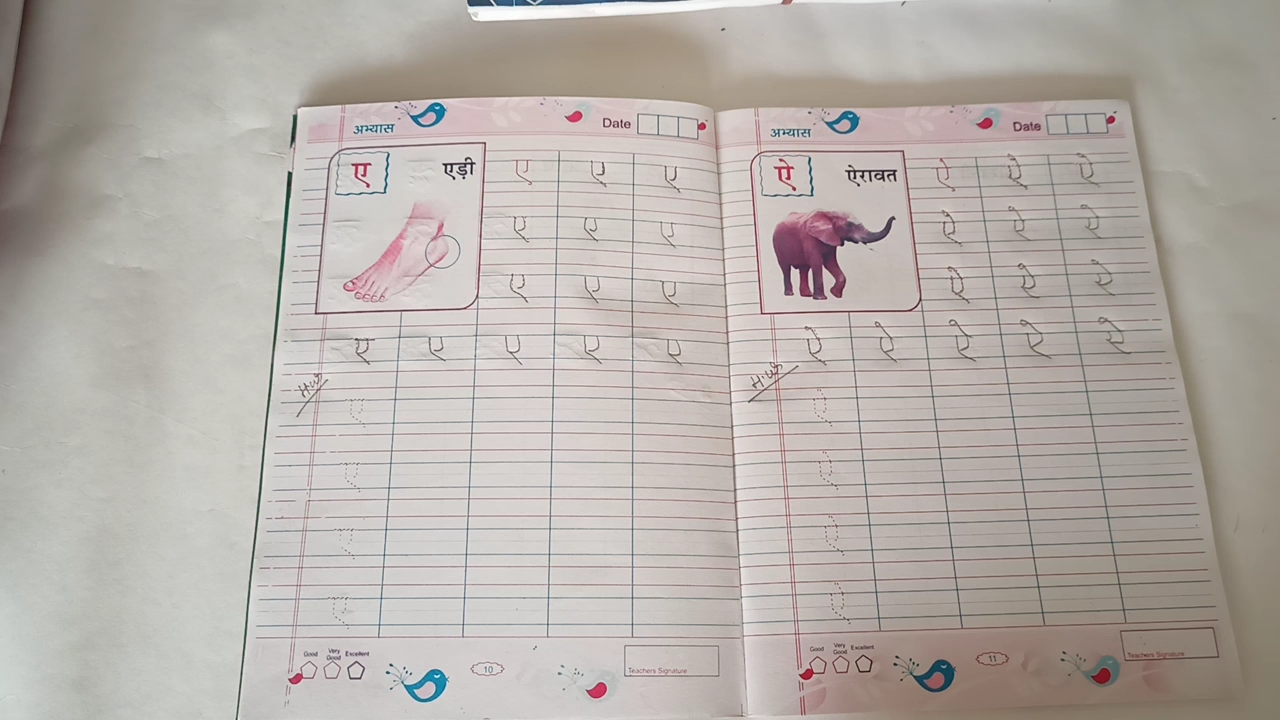 अभ्यास
Date
ए एड़ी ए ए ए
ए ए ए
ए ए ए
ए ए ए ए ए
H.W
ए
ए
ए
ए
Good Very Good Excellent
10
Teachers Signature
अभ्यास
Date
ऐ ऐरावत ऐ ऐ ऐ
ऐ ऐ ऐ
ऐ ऐ ऐ
ऐ ऐ ऐ ऐ ऐ
H.W
ऐ
ऐ
ऐ
ऐ
Good Very Good Excellent
11
Teachers Signature